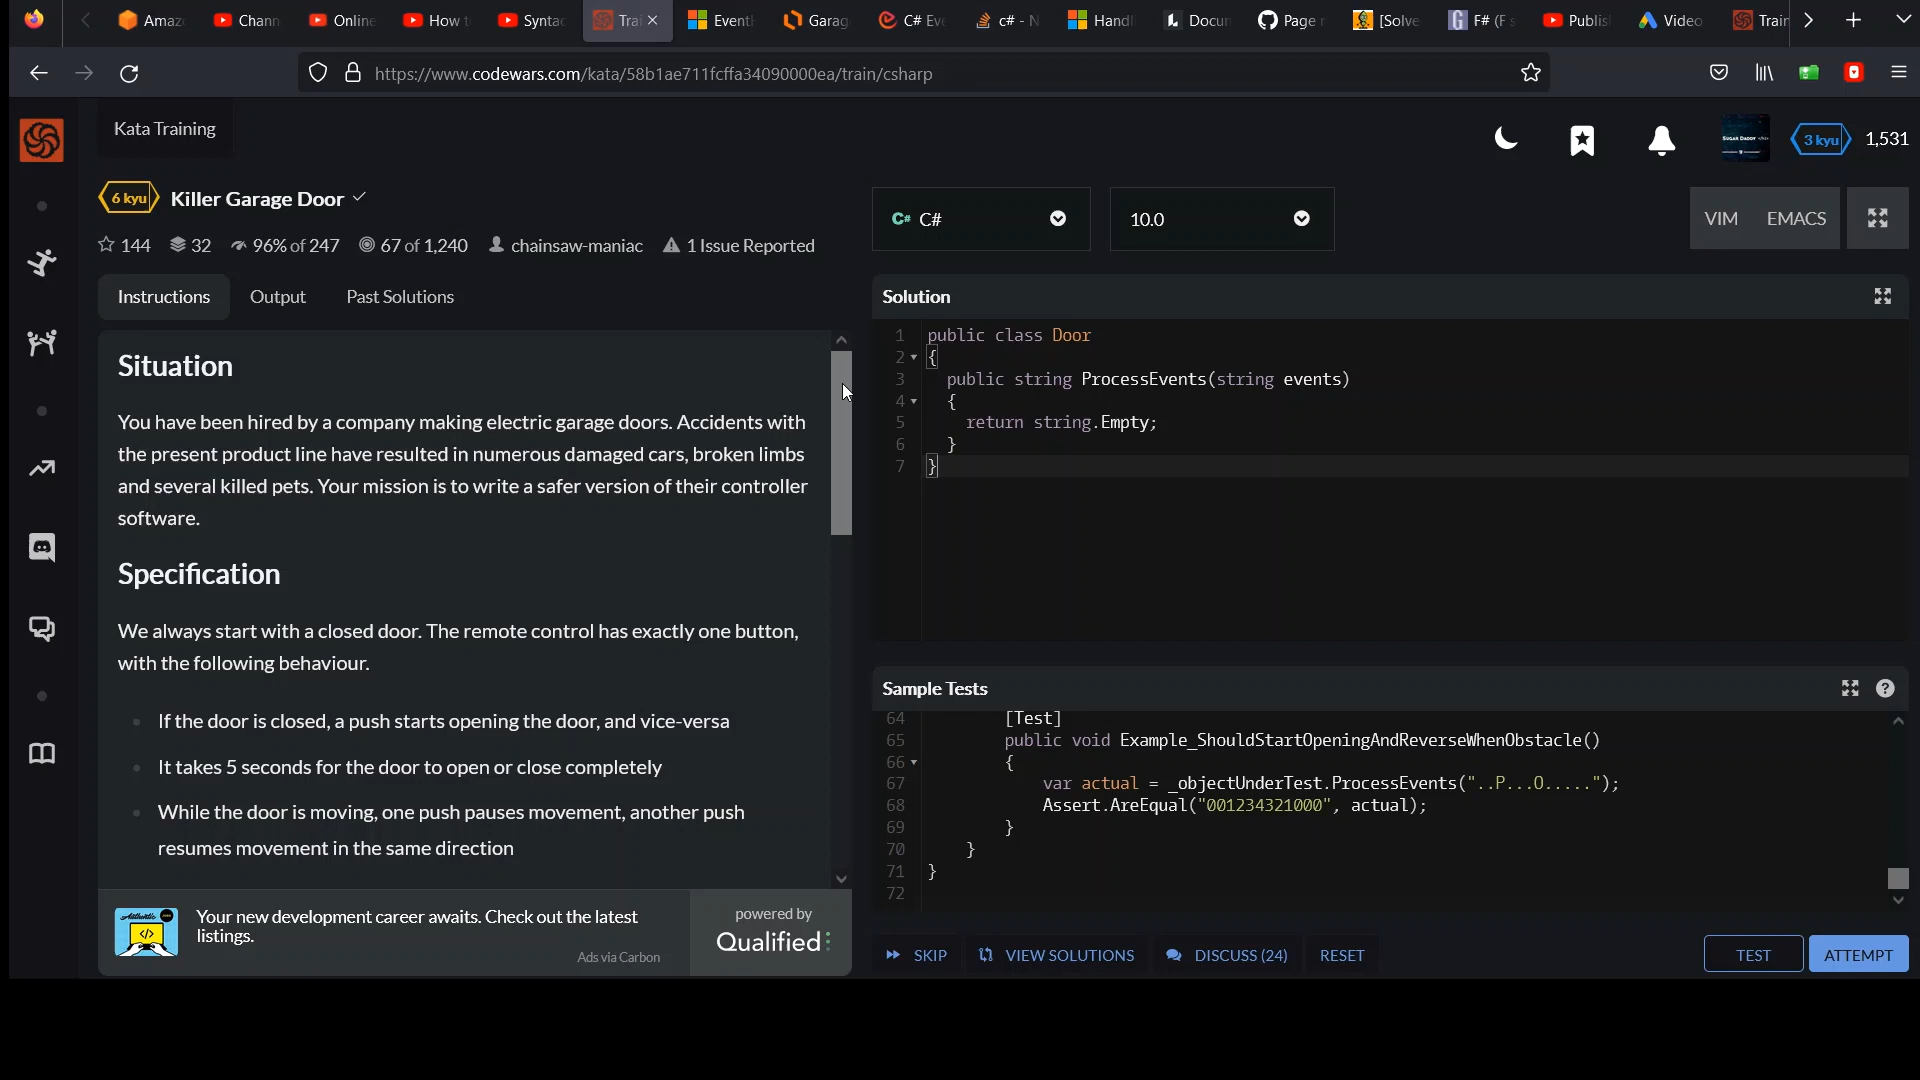 Amaz
Chann
Online
How t
Syntac
Trai
Eventh
Garag
C# Eve
c# - N
Handl
Docun
Page r
[Solve
F# (F s
Publis
Video
Train
https://www.codewars.com/kata/58b1ae711fcffa34090000ea/train/csharp
Kata Training
SUGAR DADDY
3 kyu
1,531
6 kyu
Killer Garage Door
144
32
96% of 247
67 of 1,240
chainsaw-maniac
1 Issue Reported
C# C#
10.0
VIM
EMACS
Instructions
Output
Past Solutions
Situation
You have been hired by a company making electric garage doors. Accidents with
the present product line have resulted in numerous damaged cars, broken limbs
and several killed pets. Your mission is to write a safer version of their controller
software.
Specification
We always start with a closed door. The remote control has exactly one button,
with the following behaviour.
If the door is closed, a push starts opening the door, and vice-versa
It takes 5 seconds for the door to open or close completely
While the door is moving, one push pauses movement, another push
resumes movement in the same direction
Authentic
</>
Your new development career awaits. Check out the latest
listings.
Ads via Carbon
powered by
Qualified
Solution
1 public class Door
2 {
3 public string ProcessEvents(string events)
4 {
5 return string.Empty;
6 }
7 }
Sample Tests
64 [Test]
65 public void Example_ShouldStartOpeningAndReverseWhenObstacle()
66 {
67 var actual = _objectUnderTest.ProcessEvents("..P...O.....");
68 Assert.AreEqual("001234321000", actual);
69 }
70 }
71 }
72
SKIP
VIEW SOLUTIONS
DISCUSS (24)
RESET
TEST
ATTEMPT